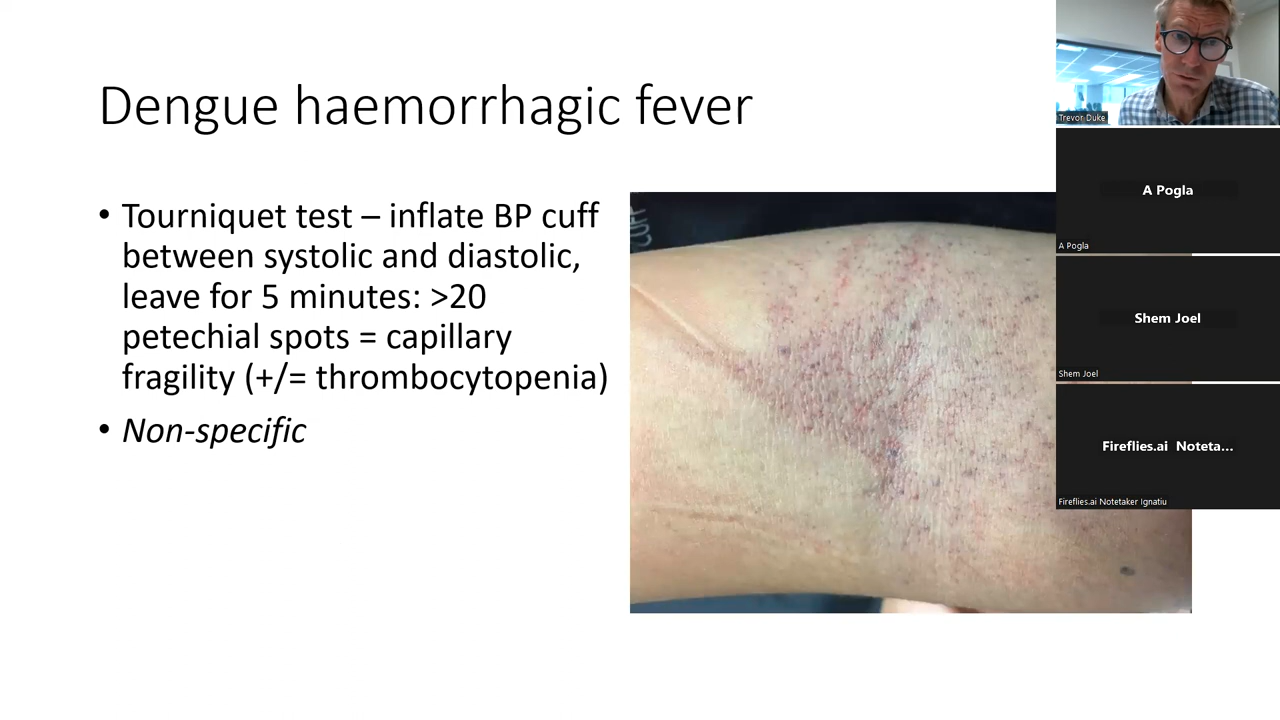 Dengue haemorrhagic fever
• Tourniquet test – inflate BP cuff
between systolic and diastolic,
leave for 5 minutes: >20
petechial spots = capillary
fragility (+/= thrombocytopenia)
• Non-specific
CUFF
Trevor Duke
A Pogla
A Pogla
Shem Joel
Shem Joel
Fireflies.ai Noteta...
Fireflies.ai Notetaker Ignatiu